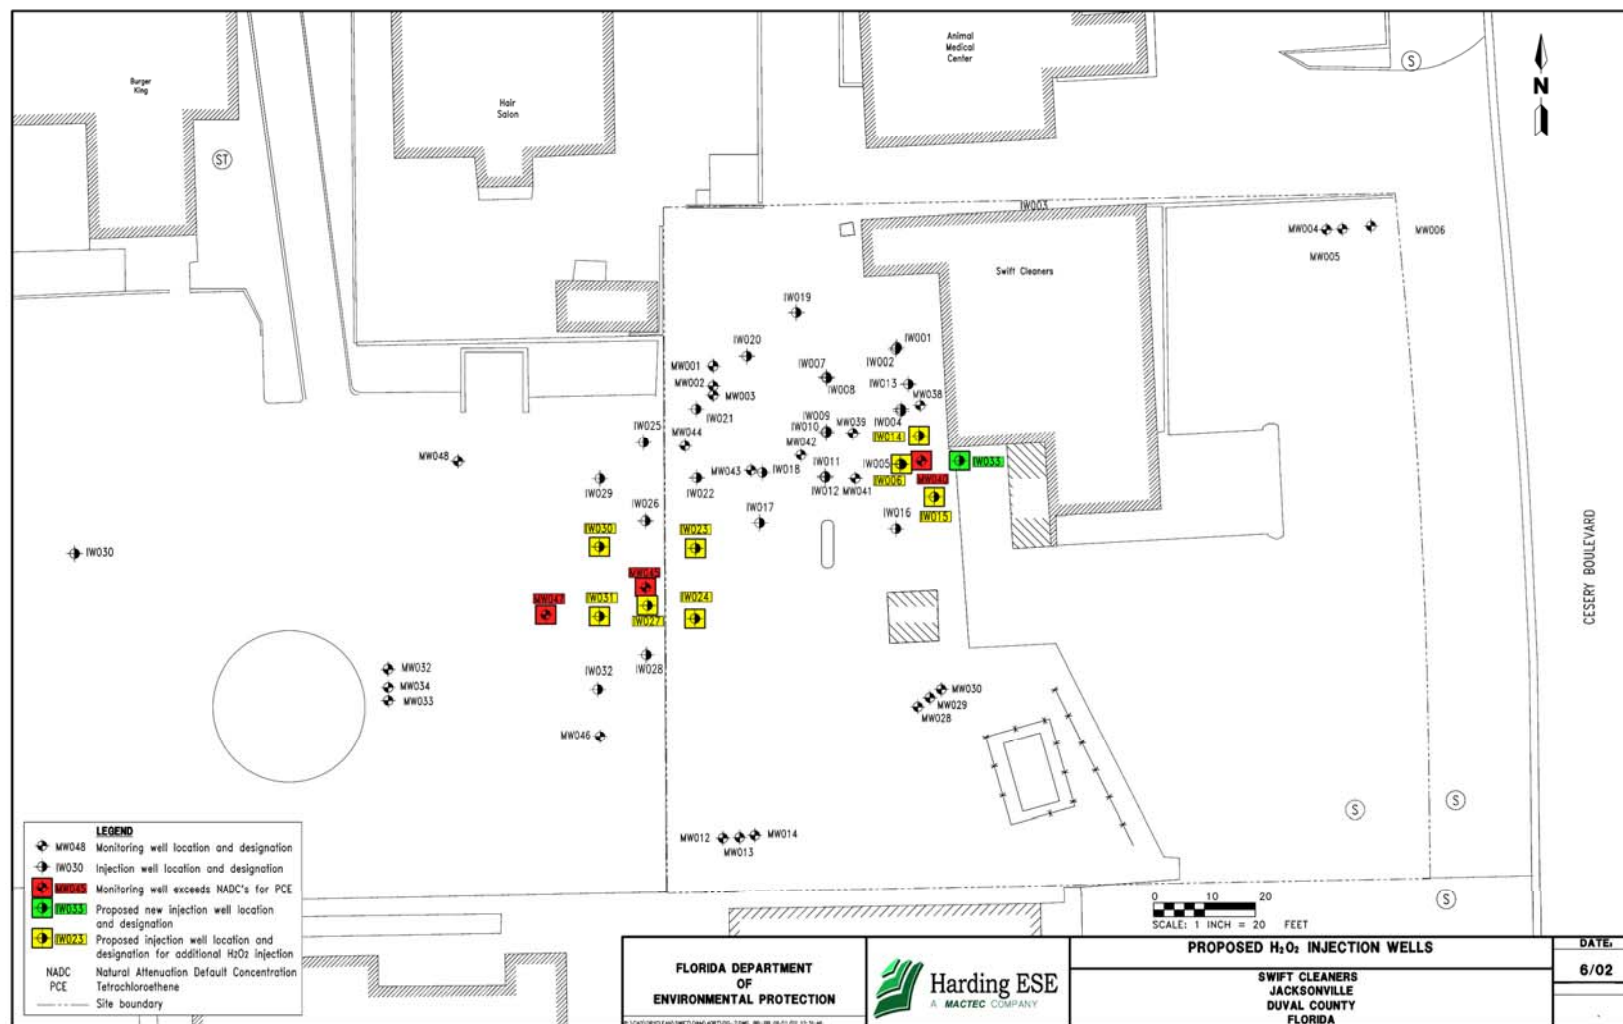 Burger
King
ST
Hair
Salon
Animal
Medical
Center
S
N
IW003
Swift Cleaners
MW004
MW005
MW006
IW019
IW020
IW001
IW002
MW001
MW002
MW003
IW007
IW008
IW013
MW038
IW021
IW009
IW010
MW039
IW004
IW014
IW025
MW044
MW042
MW048
MW043
IW018
IW011
IW012
MW041
IW005
IW006
MW040
IW033
IW029
IW022
IW015
IW026
IW017
IW016
IW030
IW023
IW030
MW045
MW047
IW031
IW027
IW024
CESERY BOULEVARD
MW032
MW034
MW033
IW032
IW028
MW046
MW030
MW029
MW028
S
S
MW012
MW013
MW014
S
LEGEND
MW048 Monitoring well location and designation
IW030 Injection well location and designation
MW045 Monitoring well exceeds NADC's for PCE
IW033 Proposed new injection well location
and designation
IW023 Proposed injection well location and
designation for additional H2O2 injection
NADC Natural Attenuation Default Concentration
PCE Tetrachloroethene
Site boundary
0 10 20
SCALE: 1 INCH = 20 FEET
FLORIDA DEPARTMENT
OF
ENVIRONMENTAL PROTECTION
Harding ESE
A MACTEC COMPANY
PROPOSED H2O2 INJECTION WELLS
SWIFT CLEANERS
JACKSONVILLE
DUVAL COUNTY
FLORIDA
DATE:
6/02